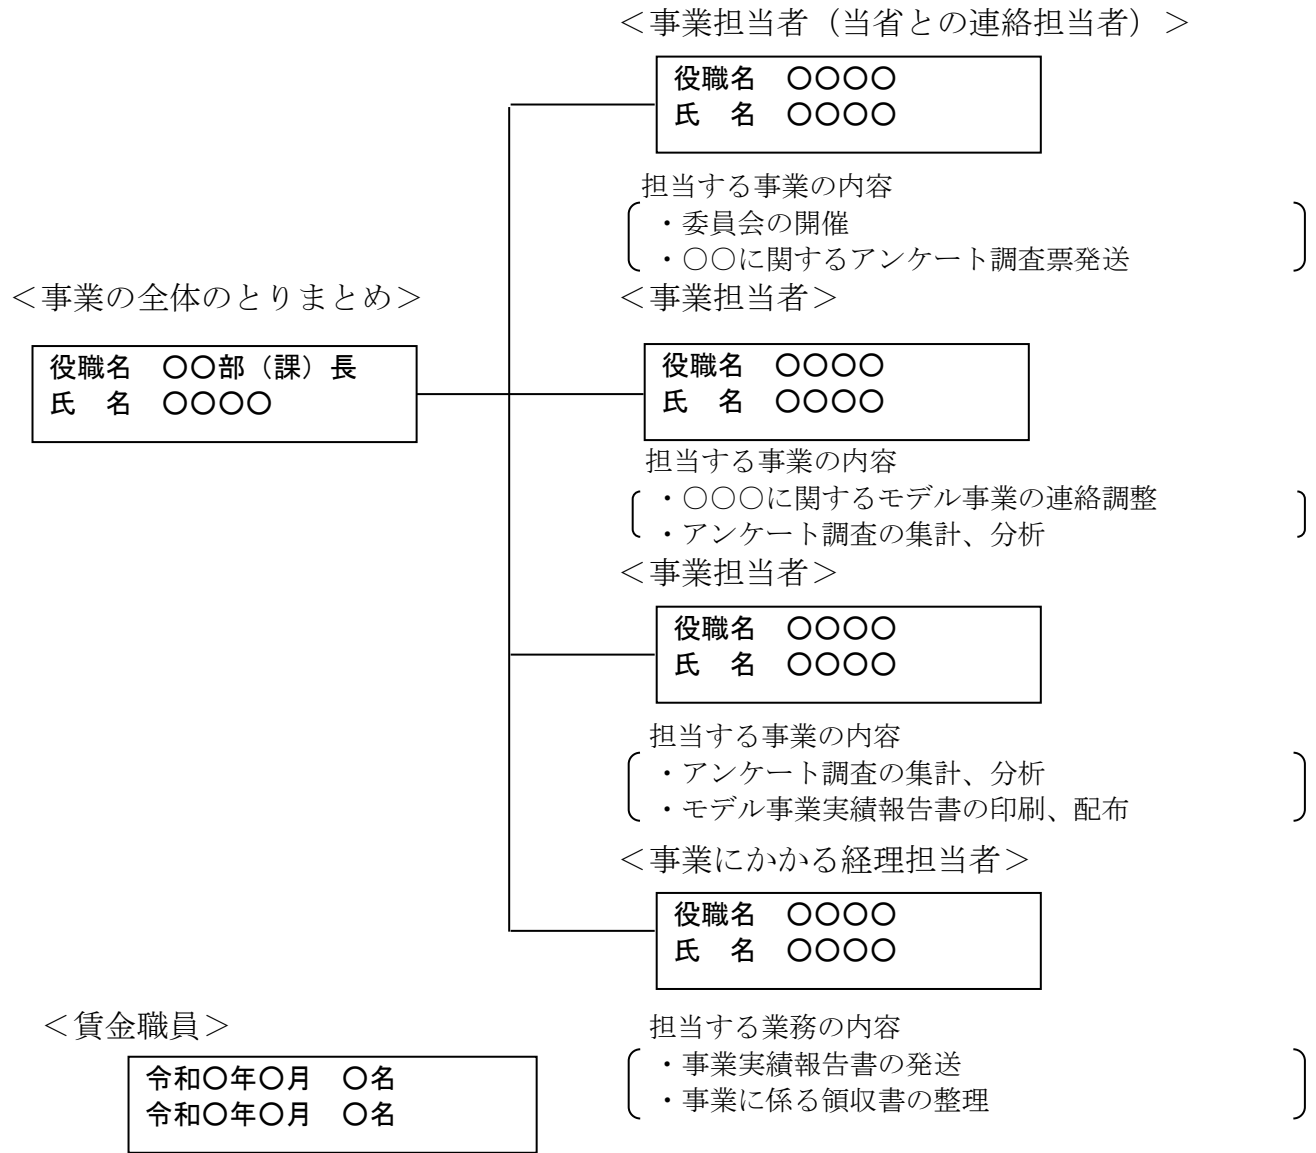 ＜事業担当者（当省との連絡担当者）＞
役職名　○○○○
氏　名　○○○○
担当する事業の内容
・委員会の開催
・○○に関するアンケート調査票発送
＜事業の全体のとりまとめ＞
役職名　○○部（課）長
氏　名　○○○○
＜事業担当者＞
役職名　○○○○
氏　名　○○○○
担当する事業の内容
・○○○に関するモデル事業の連絡調整
・アンケート調査の集計、分析
＜事業担当者＞
役職名　○○○○
氏　名　○○○○
担当する事業の内容
・アンケート調査の集計、分析
・モデル事業実績報告書の印刷、配布
＜事業にかかる経理担当者＞
役職名　○○○○
氏　名　○○○○
担当する業務の内容
・事業実績報告書の発送
・事業に係る領収書の整理
＜賃金職員＞
令和○年○月　○名
令和○年○月　○名